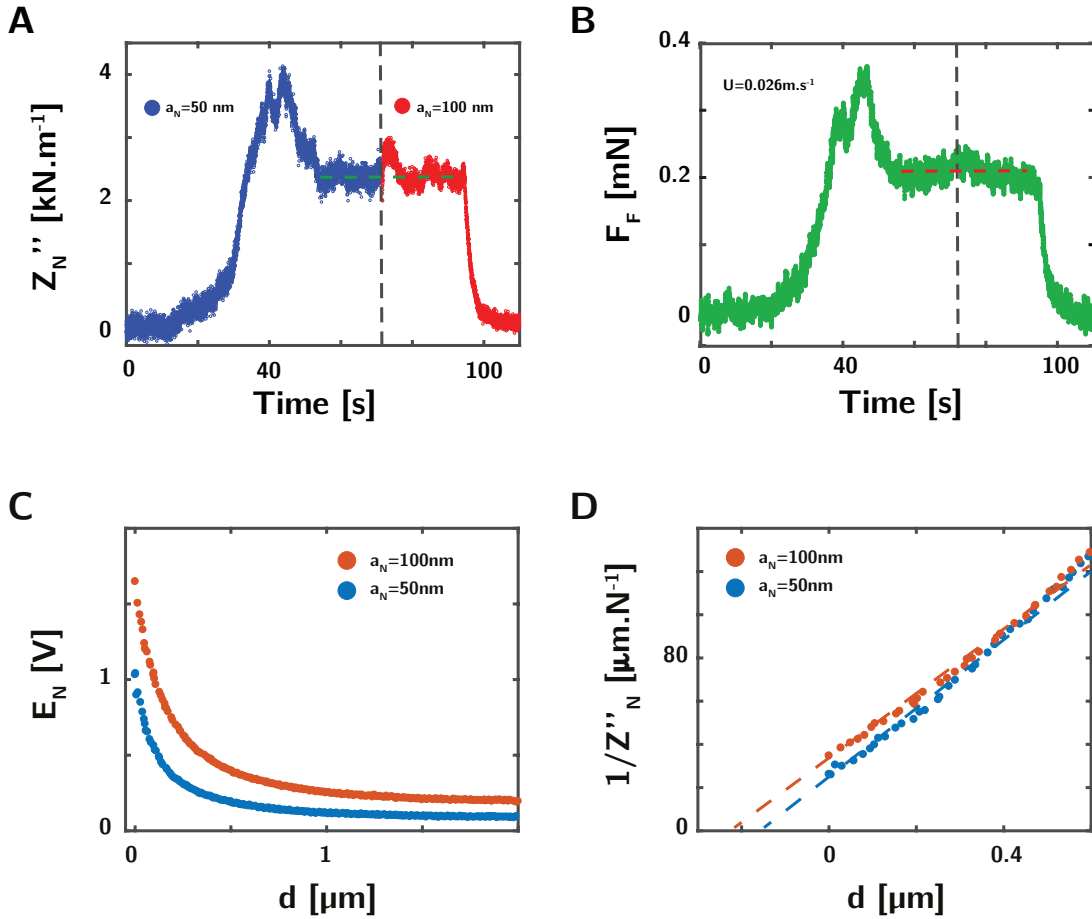 A
Z_N'' [kN.m⁻¹]
4
2
0
a_N=50 nm
a_N=100 nm
0
40
100
Time [s]
B
F_F [mN]
0.4
0.2
0
U=0.026m.s⁻¹
0
40
100
Time [s]
C
E_N [V]
1
0
a_N=100nm
a_N=50nm
0
1
d [μm]
D
1/Z''_N [μm.N⁻¹]
80
0
a_N=100nm
a_N=50nm
0
0.4
d [μm]